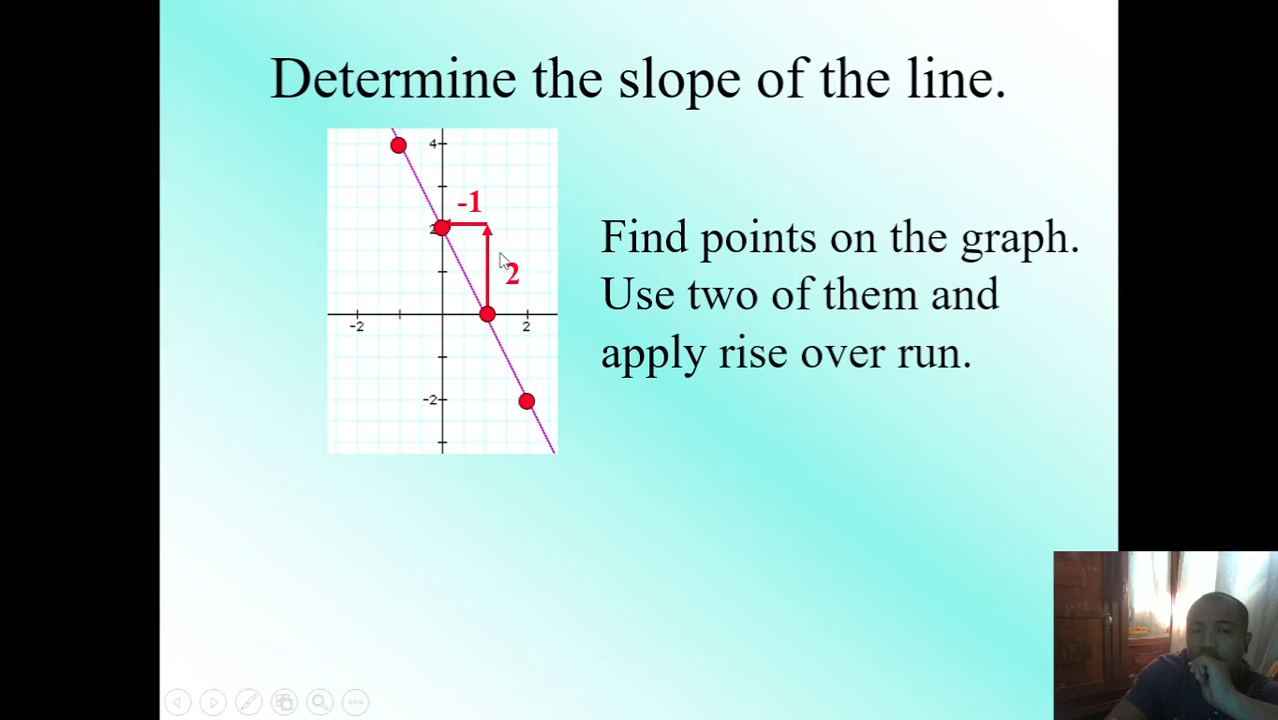 Determine the slope of the line.
4
-1
2
Find points on the graph.
2
Use two of them and
-2
2
apply rise over run.
-2